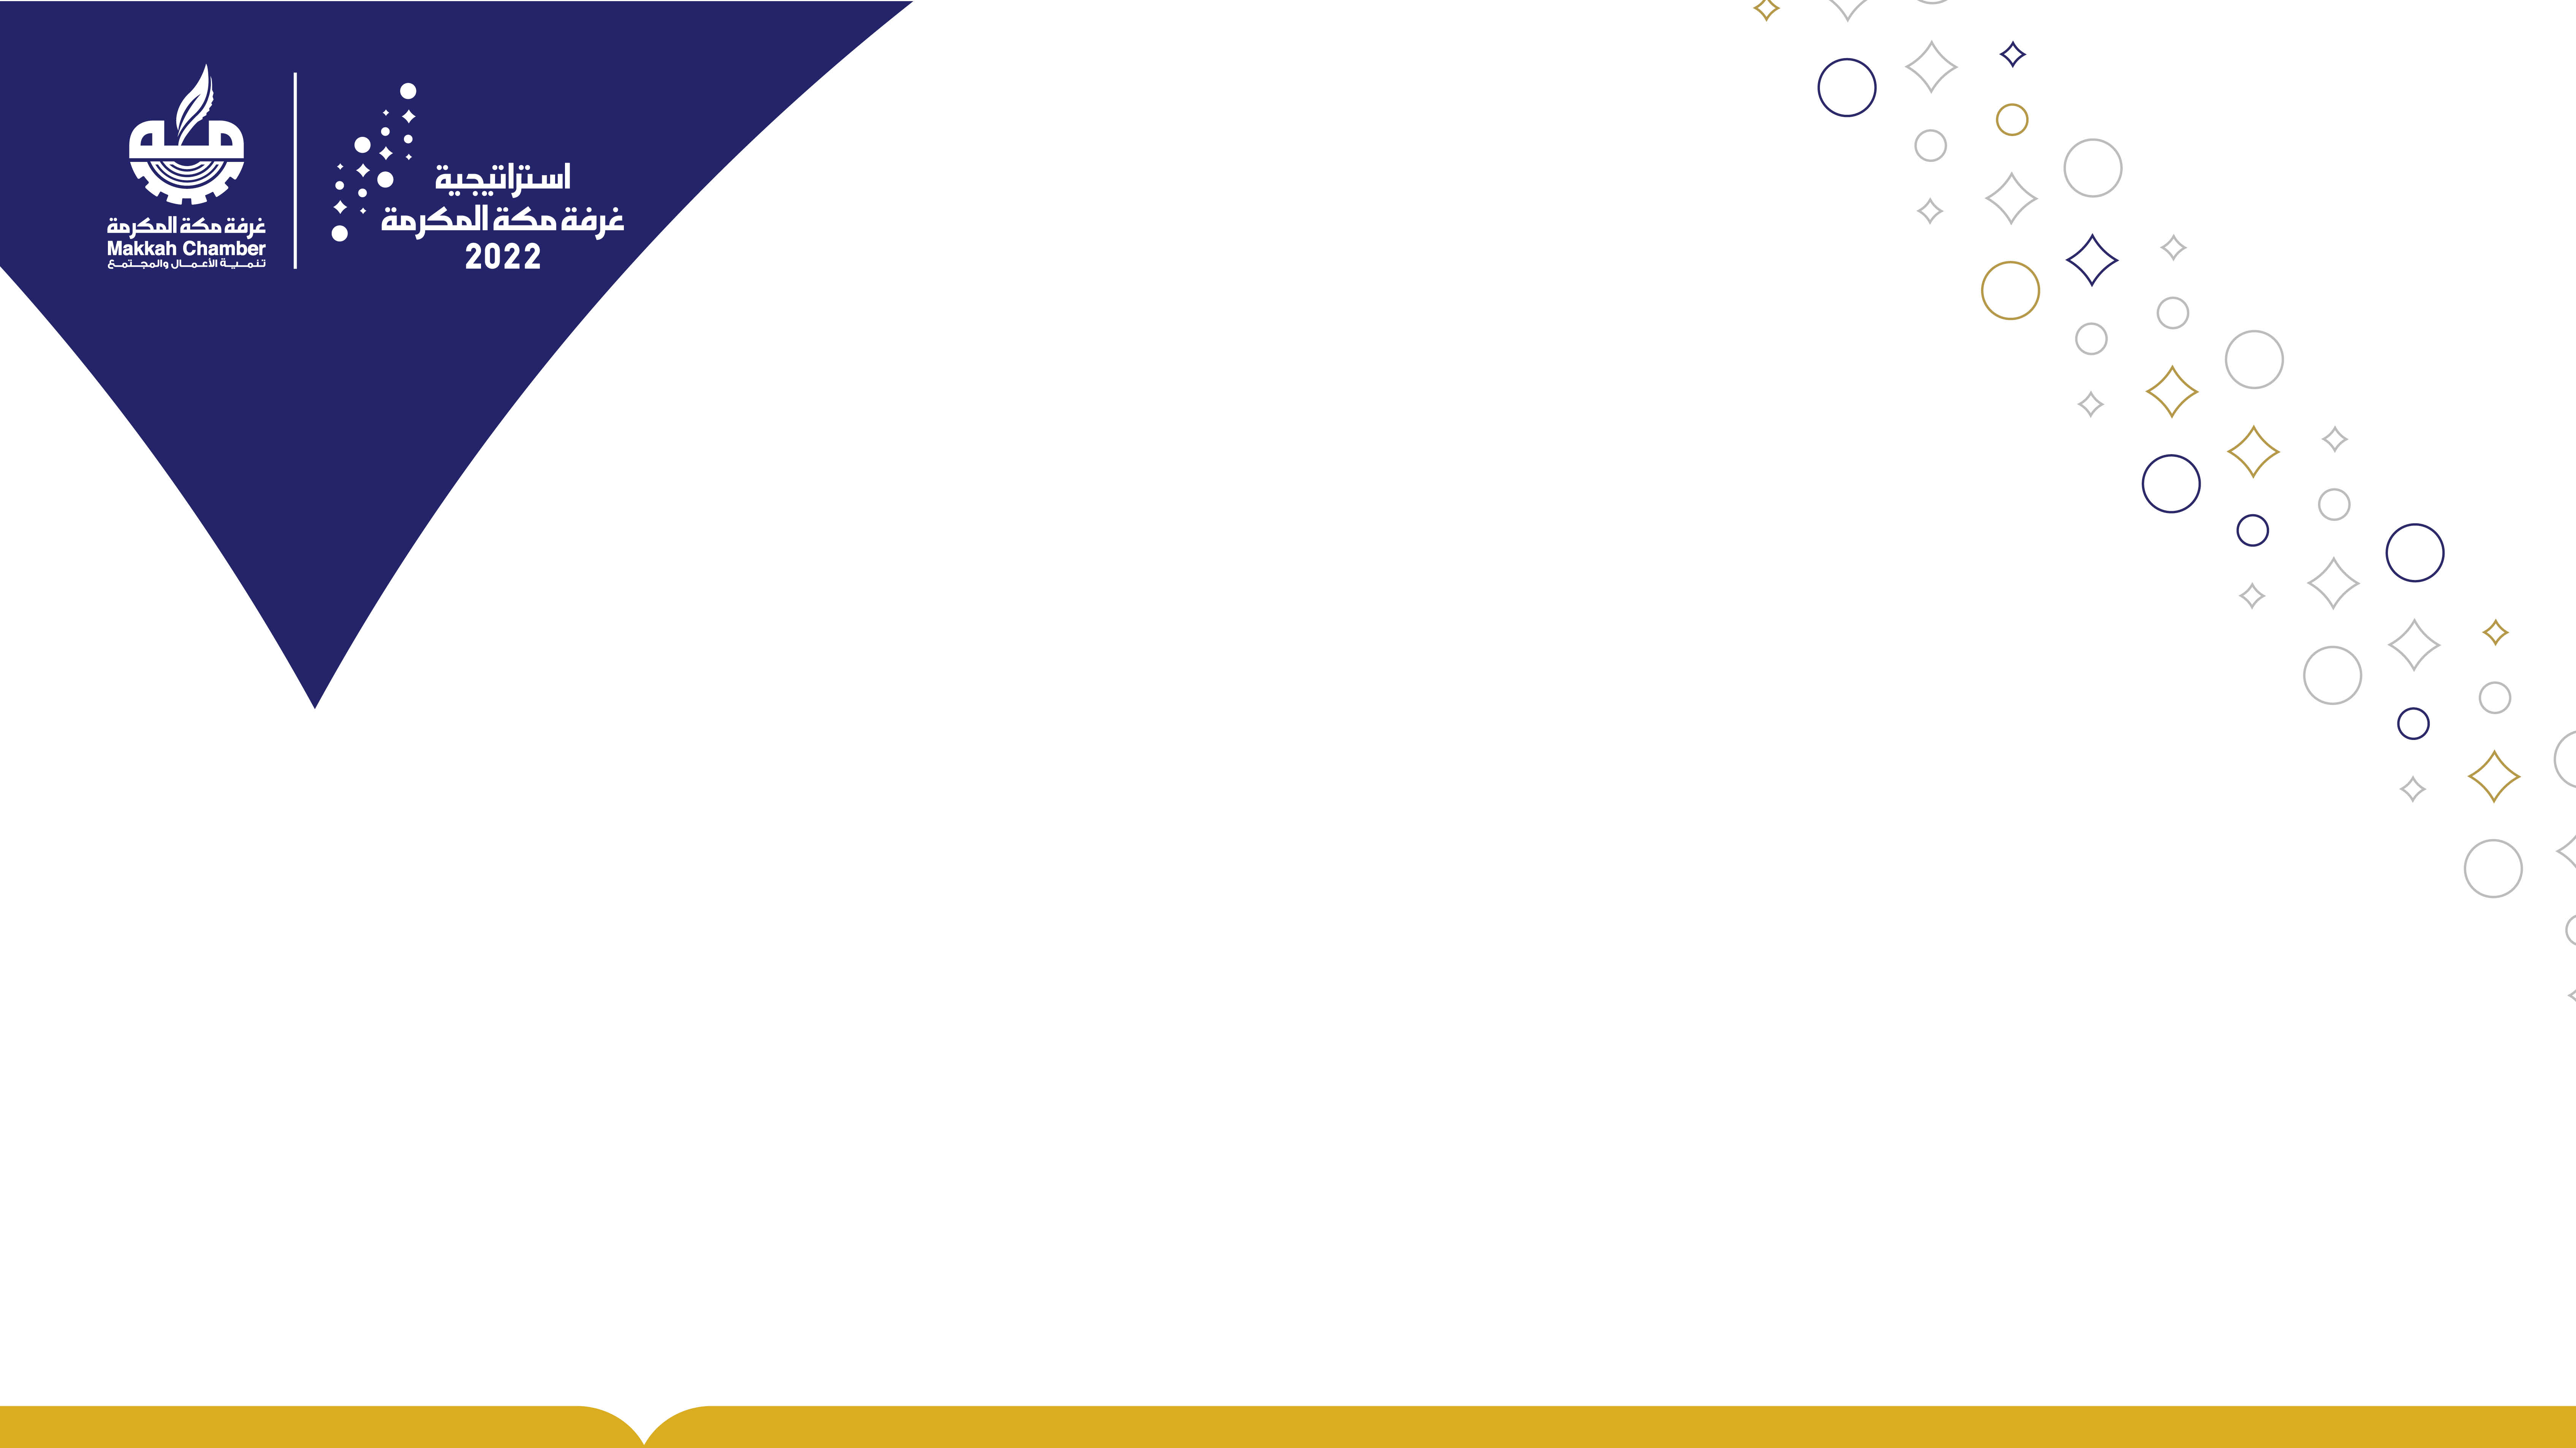 غرفة مكة المكرمة
Makkah Chamber
تنمية الأعمال والمجتمع
استراتيجية
غرفة مكة المكرمة
2022